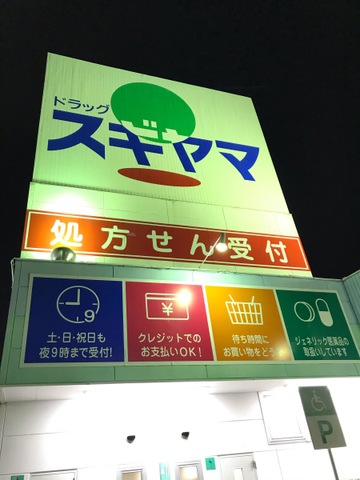 ドラッグ
スギヤマ
処方せん受付
9
土・日・祝日も
夜9時まで受付!
¥
クレジットでの
お支払いOK!
待ち時間に
お買い物をどうぞ
ジェネリック医薬品の
取扱いしています
P